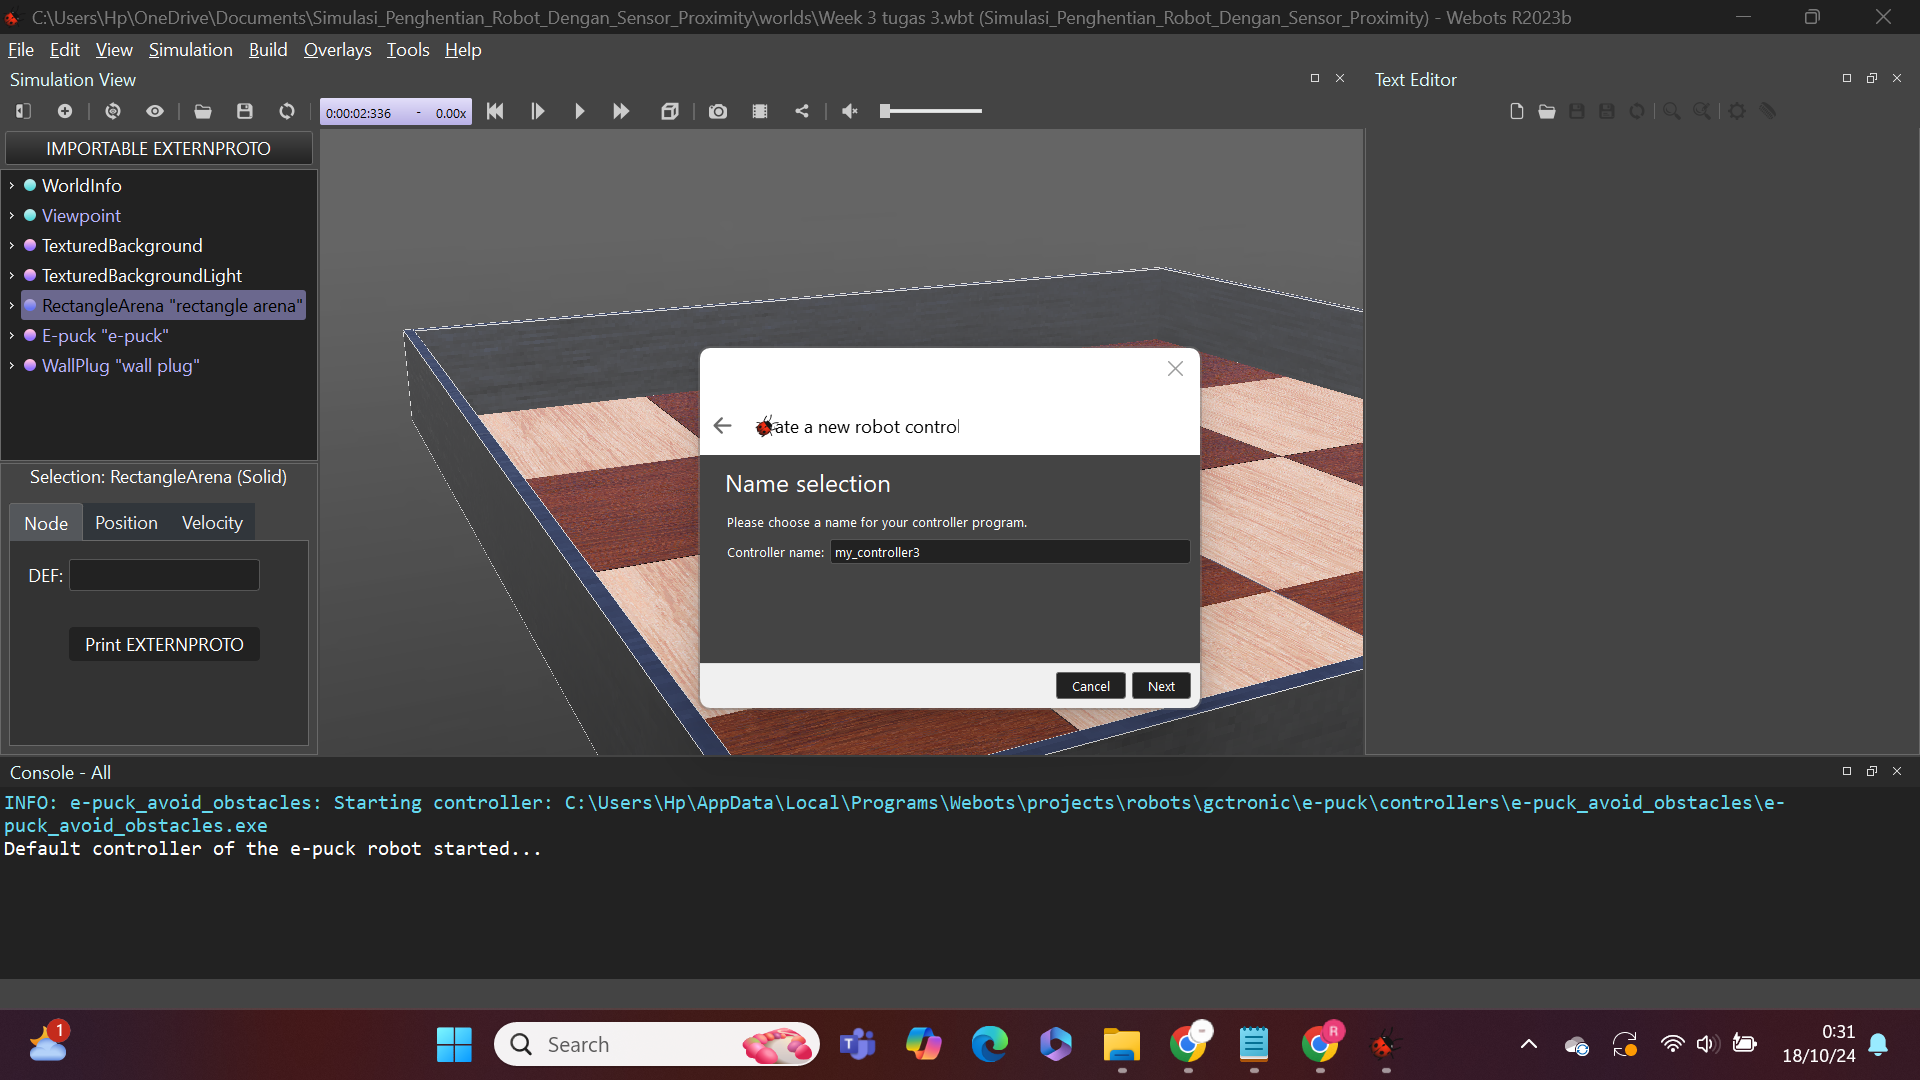 C:\Users\Hp\OneDrive\Documents\Simulasi_Penghentian_Robot_Dengan_Sensor_Proximity\worlds\Week 3 tugas 3.wbt (Simulasi_Penghentian_Robot_Dengan_Sensor_Proximity) - Webots R2023b
File Edit View Simulation Build Overlays Tools Help
Simulation View
Text Editor
0:00:02:336 - 0.00x
IMPORTABLE EXTERNPROTO
WorldInfo
Viewpoint
TexturedBackground
TexturedBackgroundLight
RectangleArena "rectangle arena"
E-puck "e-puck"
WallPlug "wall plug"
Selection: RectangleArena (Solid)
Node Position Velocity
DEF:
Print EXTERNPROTO
ate a new robot control
Name selection
Please choose a name for your controller program.
Controller name: my_controller3
Cancel Next
Console - All
INFO: e-puck_avoid_obstacles: Starting controller: C:\Users\Hp\AppData\Local\Programs\Webots\projects\robots\gctronic\e-puck\controllers\e-puck_avoid_obstacles\e-
puck_avoid_obstacles.exe
Default controller of the e-puck robot started...
1
Search
R
0:31
18/10/24